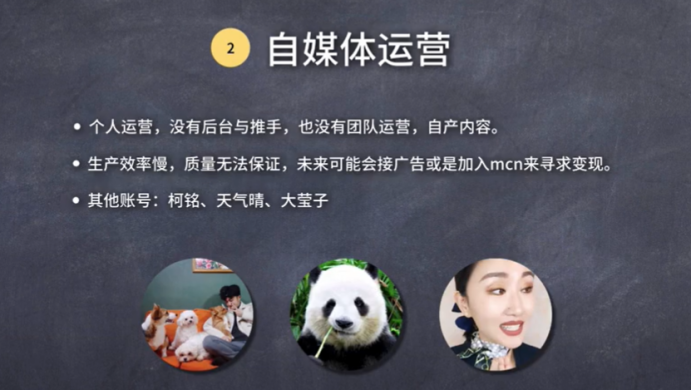 2
自媒体运营
个人运营，没有后台与推手，也没有团队运营，自产内容。
生产效率慢，质量无法保证，未来可能会接广告或是加入mcn来寻求变现。
其他账号：柯铭、天气晴、大莹子